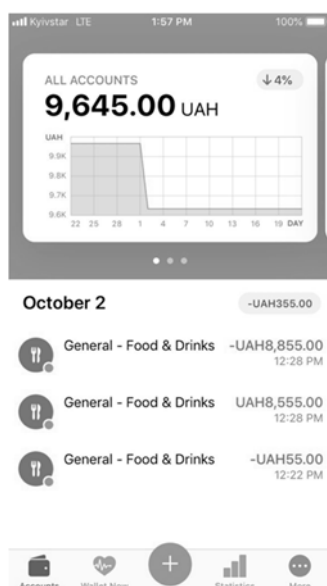 Kyivstar LTE 1:57 PM 100%
ALL ACCOUNTS ↓4%
9,645.00 UAH
UAH
9.9K
9.8K
9.7K
9.6K
22 25 28 1 4 7 10 13 16 19 DAY
October 2 -UAH355.00
General - Food & Drinks -UAH8,855.00
12:28 PM
General - Food & Drinks UAH8,555.00
12:28 PM
General - Food & Drinks -UAH55.00
12:22 PM
Accounts Wallet Now Statistics More